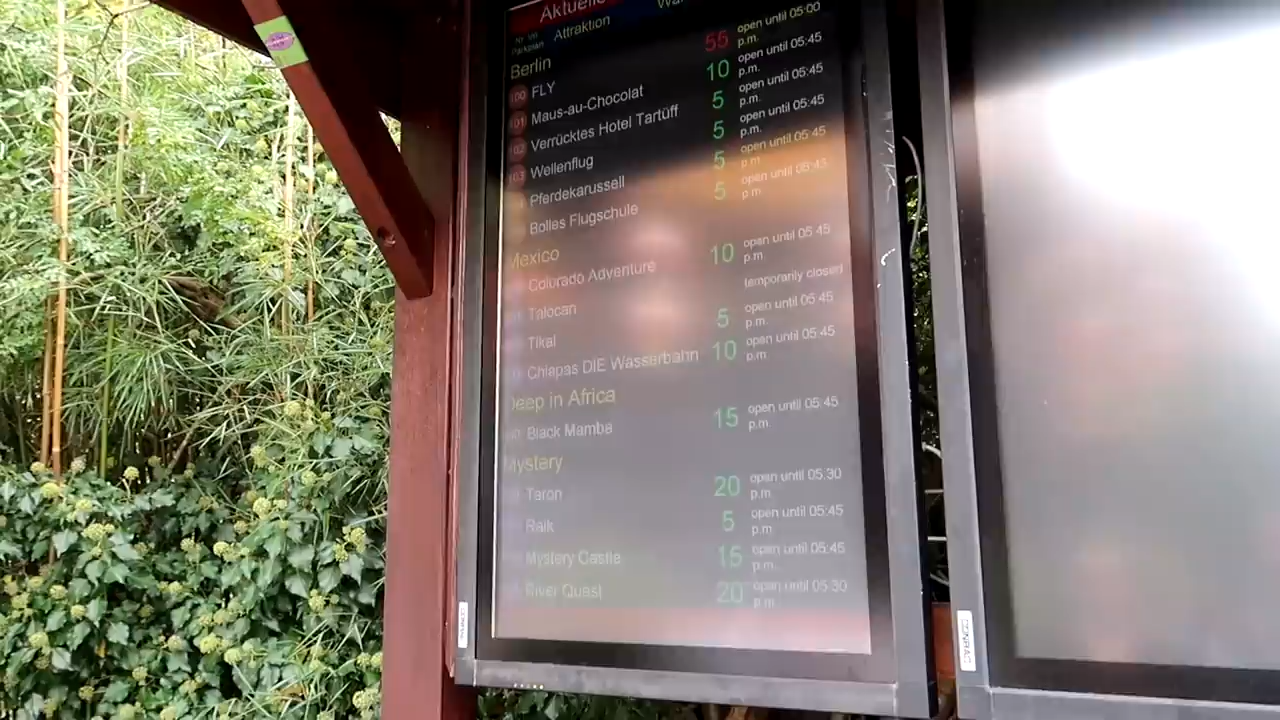 Aktuelle
Nr. im Parkplan Attraktion
Berlin
100 FLY 55 open until 05:00 p.m.
101 Maus-au-Chocolat 10 open until 05:45 p.m.
102 Verrücktes Hotel Tartüff 5 open until 05:45 p.m.
103 Wellenflug 5 open until 05:45 p.m.
Pferdekarussell 5 open until 05:45 p.m.
Bolles Flugschule 5 open until 05:45 p.m.
Mexico
Colorado Adventure 10 open until 05:45 p.m.
Talocan temporarily closed
Tikal 5 open until 05:45 p.m.
Chiapas DIE Wasserbahn 10 open until 05:45 p.m.
Deep in Africa
Black Mamba 15 open until 05:45 p.m.
Mystery
Taron 20 open until 05:30 p.m.
Raik 5 open until 05:45 p.m.
Mystery Castle 15 open until 05:45 p.m.
River Quest 20 open until 05:30 p.m.
CONRAC